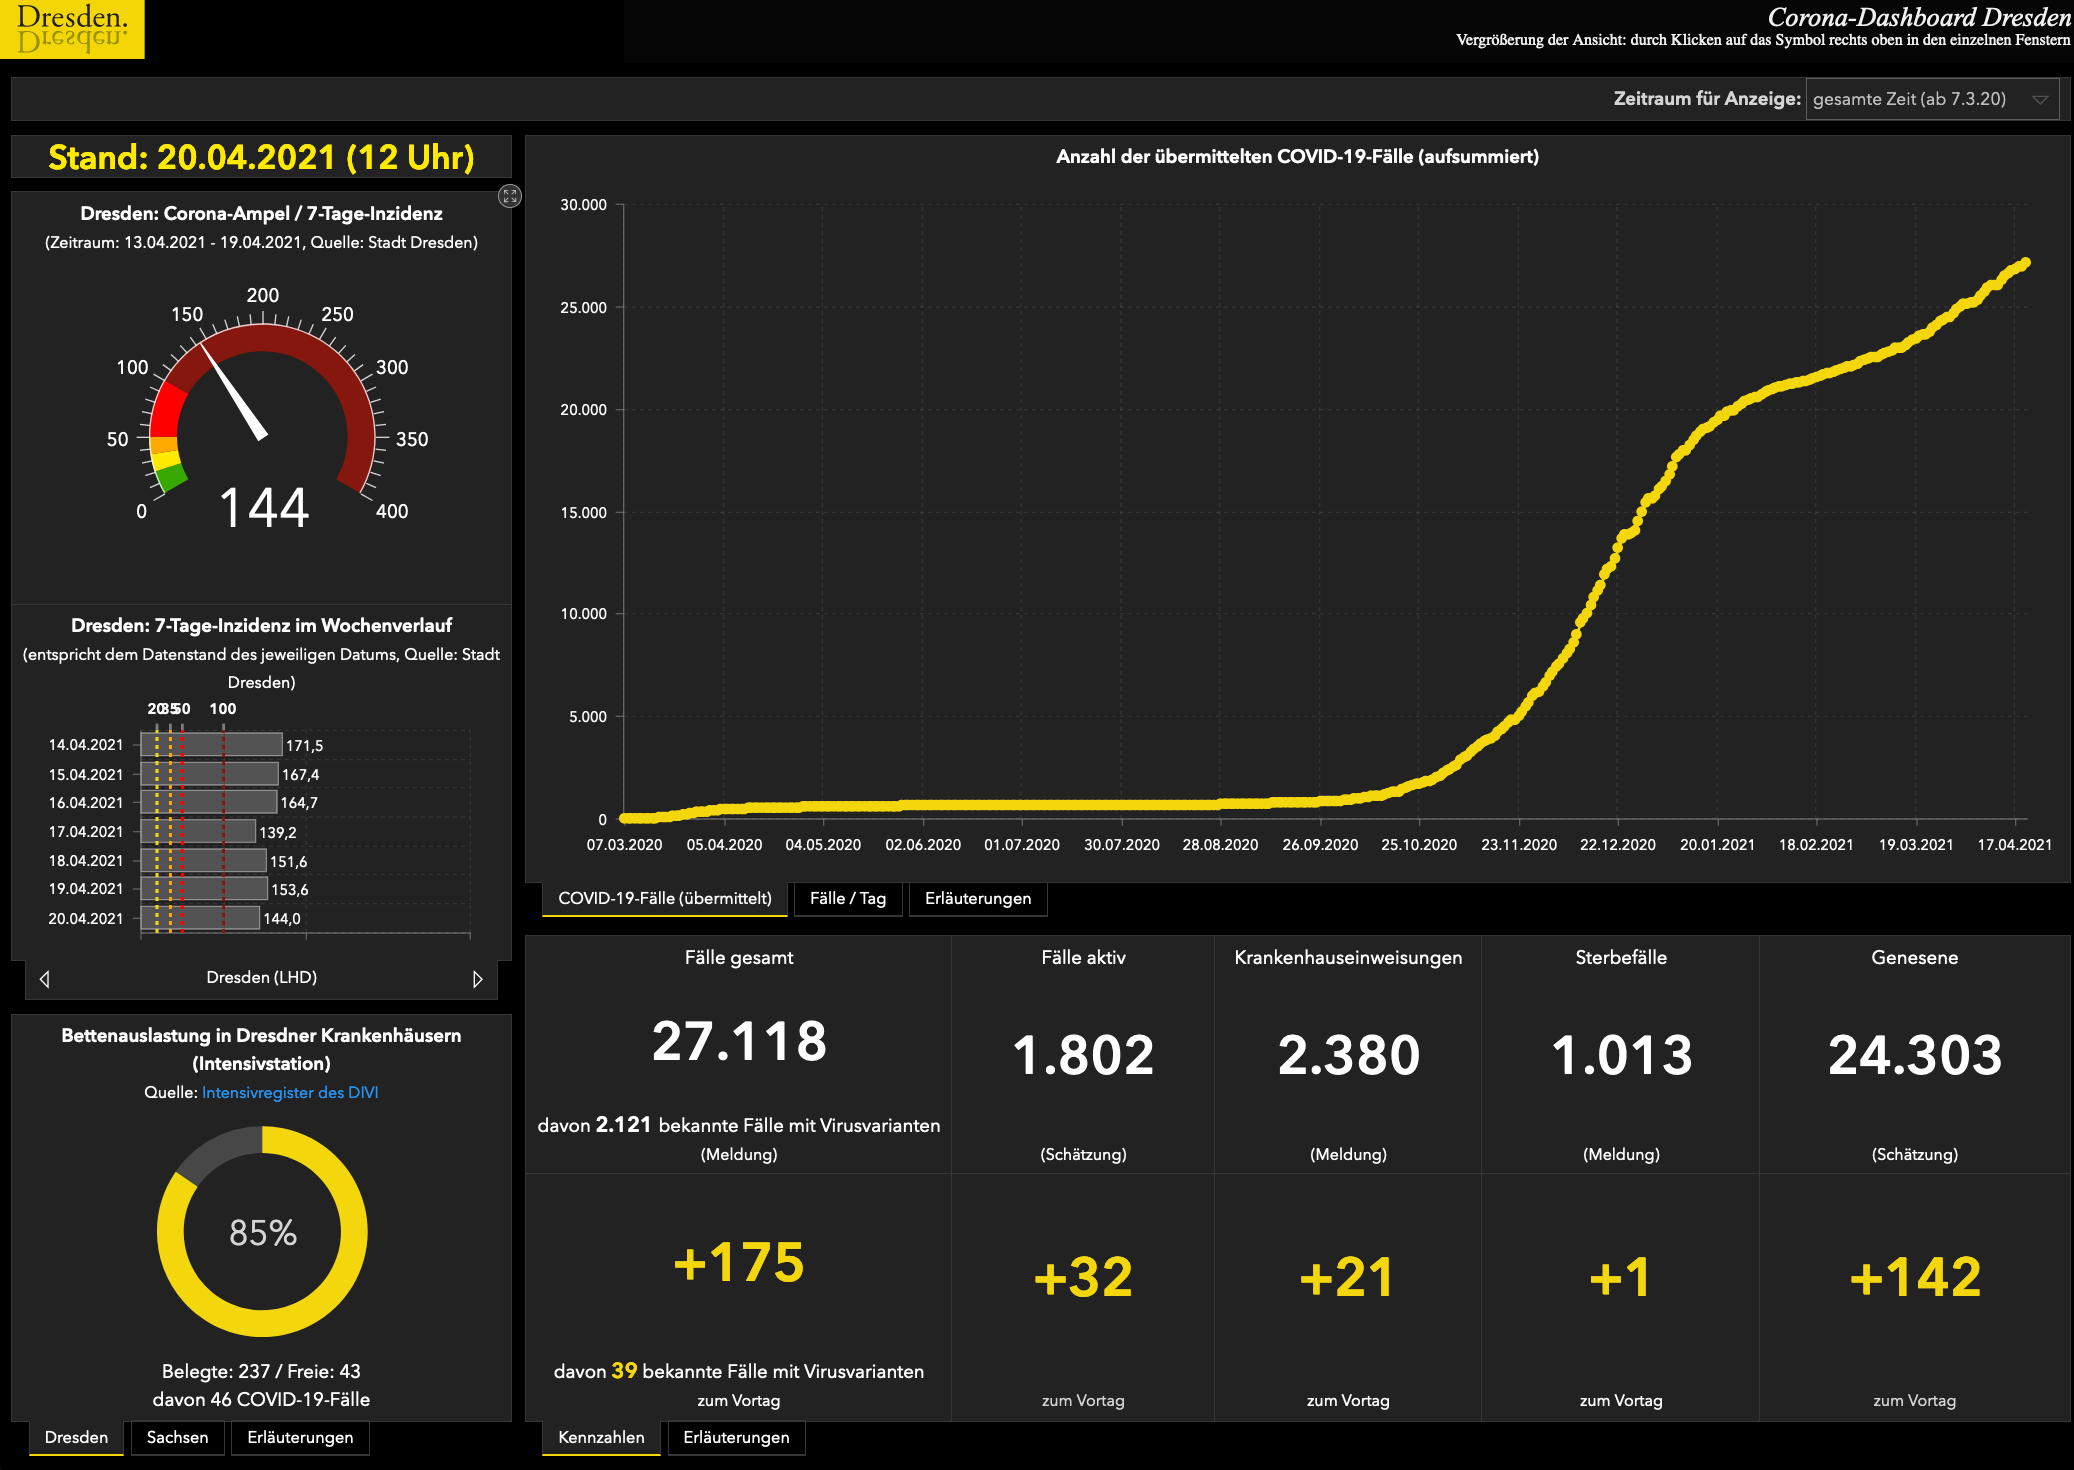 Dresden.
Dresden.
Corona-Dashboard Dresden
Vergrößerung der Ansicht: durch Klicken auf das Symbol rechts oben in den einzelnen Fenstern
Zeitraum für Anzeige: gesamte Zeit (ab 7.3.20)
Stand: 20.04.2021 (12 Uhr)
Dresden: Corona-Ampel / 7-Tage-Inzidenz
(Zeitraum: 13.04.2021 - 19.04.2021, Quelle: Stadt Dresden)
0
50
100
150
200
250
300
350
400
144
Dresden: 7-Tage-Inzidenz im Wochenverlauf
(entspricht dem Datenstand des jeweiligen Datums, Quelle: Stadt
Dresden)
20 35 50 100
14.04.2021 171,5
15.04.2021 167,4
16.04.2021 164,7
17.04.2021 139,2
18.04.2021 151,6
19.04.2021 153,6
20.04.2021 144,0
Dresden (LHD)
Bettenauslastung in Dresdner Krankenhäusern
(Intensivstation)
Quelle: Intensivregister des DIVI
85%
Belegte: 237 / Freie: 43
davon 46 COVID-19-Fälle
Dresden Sachsen Erläuterungen
Anzahl der übermittelten COVID-19-Fälle (aufsummiert)
30.000
25.000
20.000
15.000
10.000
5.000
0
07.03.2020 05.04.2020 04.05.2020 02.06.2020 01.07.2020 30.07.2020 28.08.2020 26.09.2020 25.10.2020 23.11.2020 22.12.2020 20.01.2021 18.02.2021 19.03.2021 17.04.2021
COVID-19-Fälle (übermittelt) Fälle / Tag Erläuterungen
Fälle gesamt
27.118
davon 2.121 bekannte Fälle mit Virusvarianten
(Meldung)
Fälle aktiv
1.802
(Schätzung)
Krankenhauseinweisungen
2.380
(Meldung)
Sterbefälle
1.013
(Meldung)
Genesene
24.303
(Schätzung)
+175
davon 39 bekannte Fälle mit Virusvarianten
zum Vortag
+32
zum Vortag
+21
zum Vortag
+1
zum Vortag
+142
zum Vortag
Kennzahlen Erläuterungen